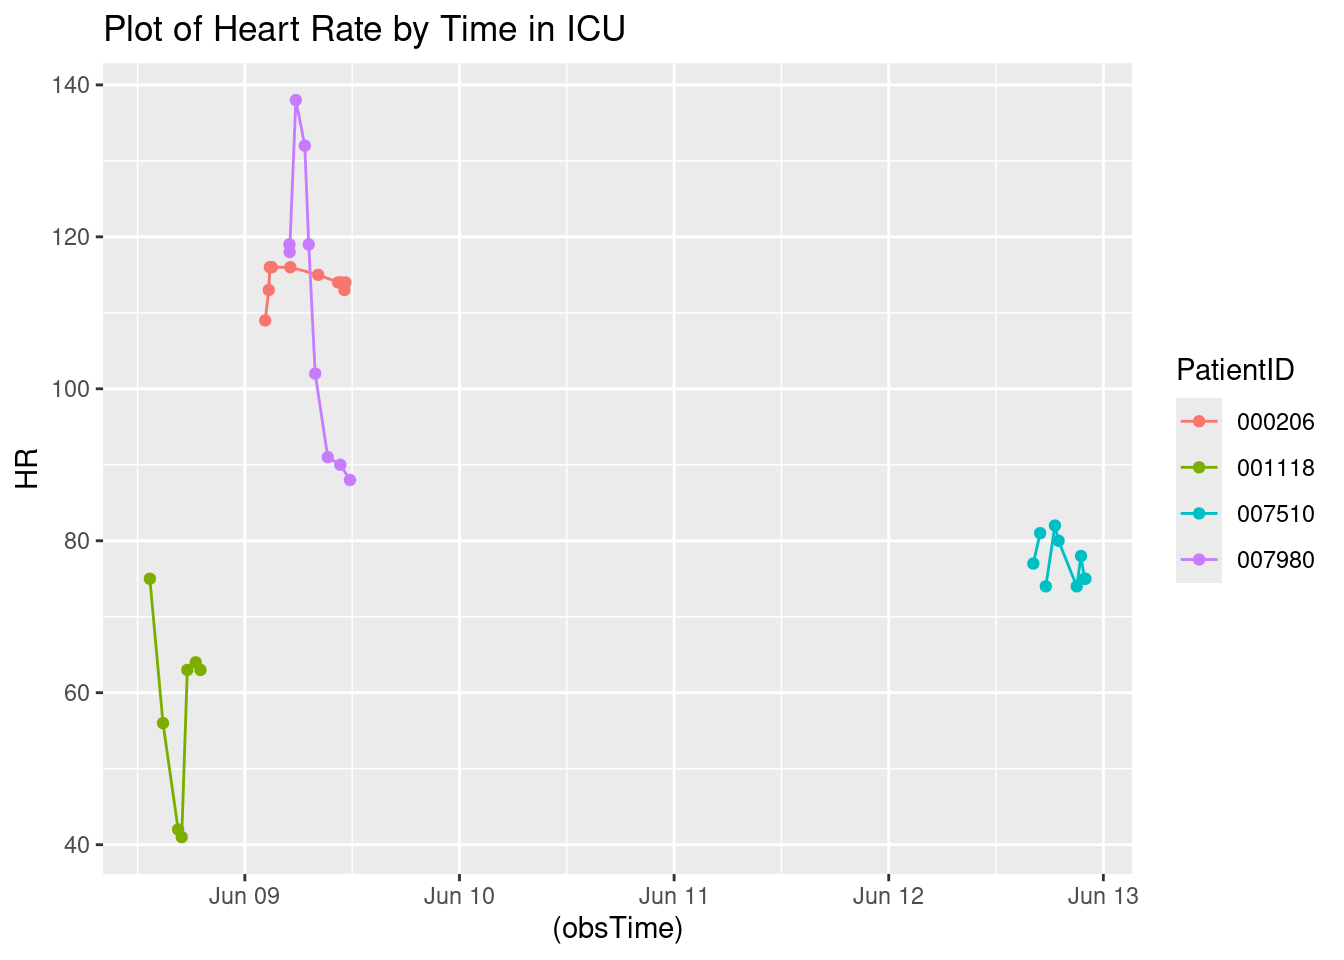 Plot of Heart Rate by Time in ICU
140
120
100
80
60
40
HR
Jun 09
Jun 10
Jun 11
Jun 12
Jun 13
(obsTime)
PatientID
000206
001118
007510
007980